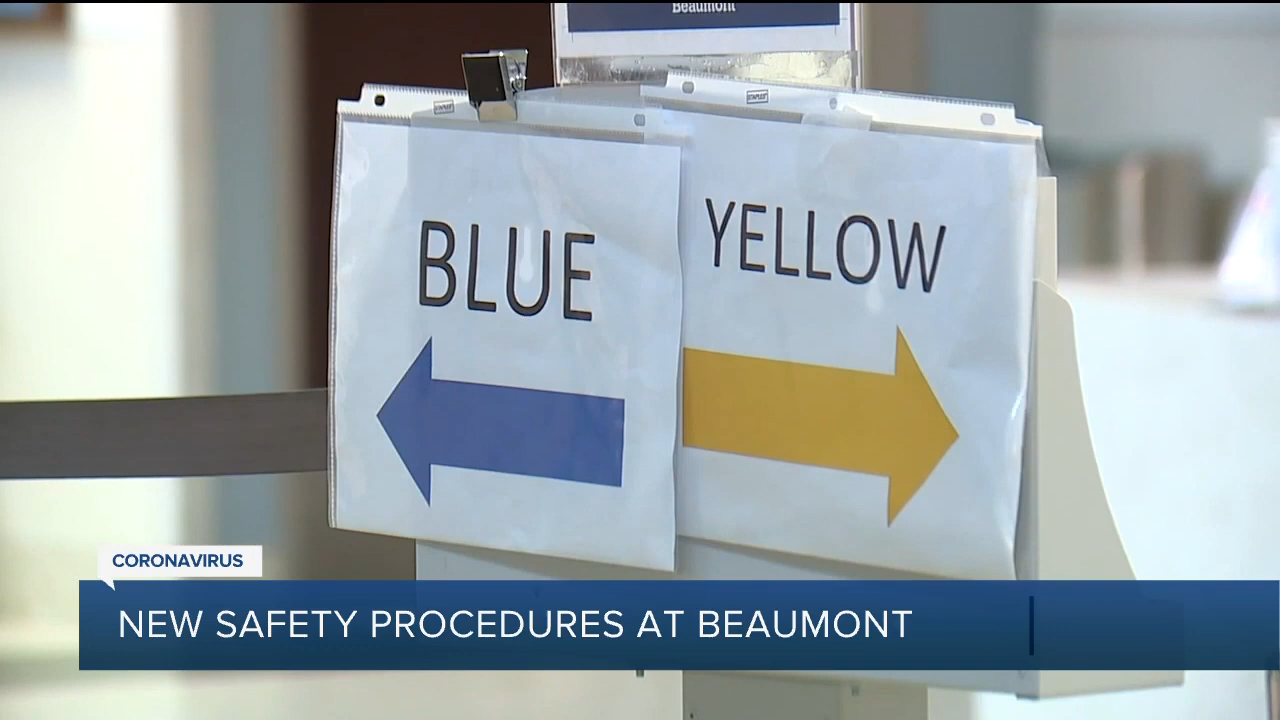 Beaumont
BLUE
YELLOW
CORONAVIRUS
NEW SAFETY PROCEDURES AT BEAUMONT